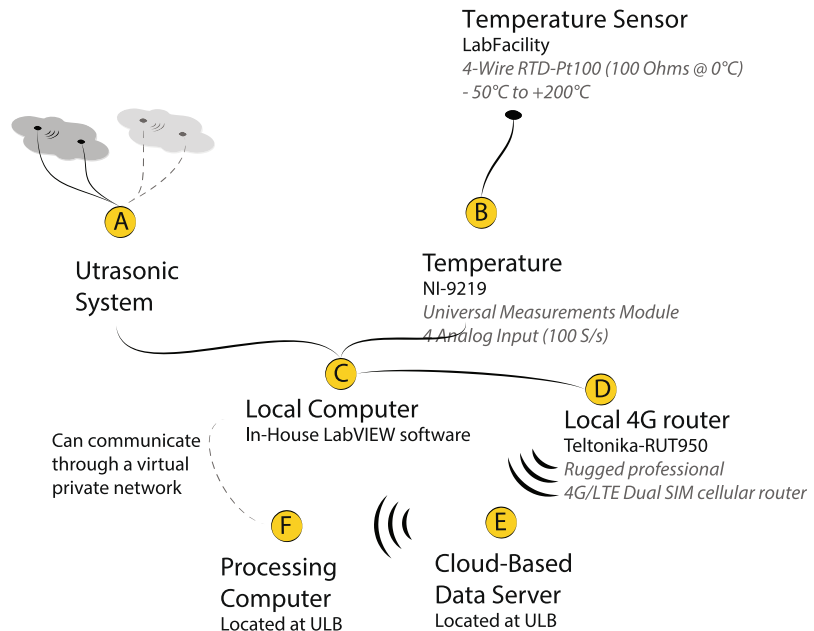 Temperature Sensor
LabFacility
4-Wire RTD-Pt100 (100 Ohms @ 0°C)
- 50°C to +200°C
A
B
Utrasonic
System
Temperature
NI-9219
Universal Measurements Module
4 Analog Input (100 S/s)
C
D
Local Computer
In-House LabVIEW software
Local 4G router
Teltonika-RUT950
Rugged professional
4G/LTE Dual SIM cellular router
Can communicate
through a virtual
private network
F
E
Processing
Computer
Located at ULB
Cloud-Based
Data Server
Located at ULB